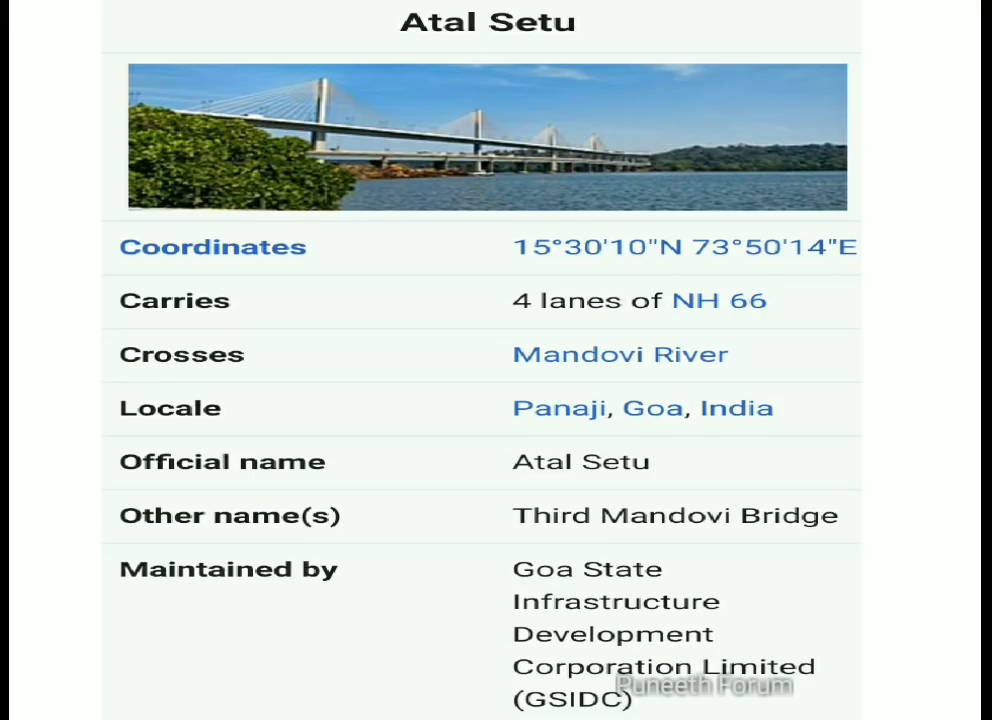 Atal Setu
Coordinates 15°30'10"N 73°50'14"E
Carries 4 lanes of NH 66
Crosses Mandovi River
Locale Panaji, Goa, India
Official name Atal Setu
Other name(s) Third Mandovi Bridge
Maintained by Goa State
Infrastructure
Development
Corporation Limited
(GSIDC)
Puneeth Forum